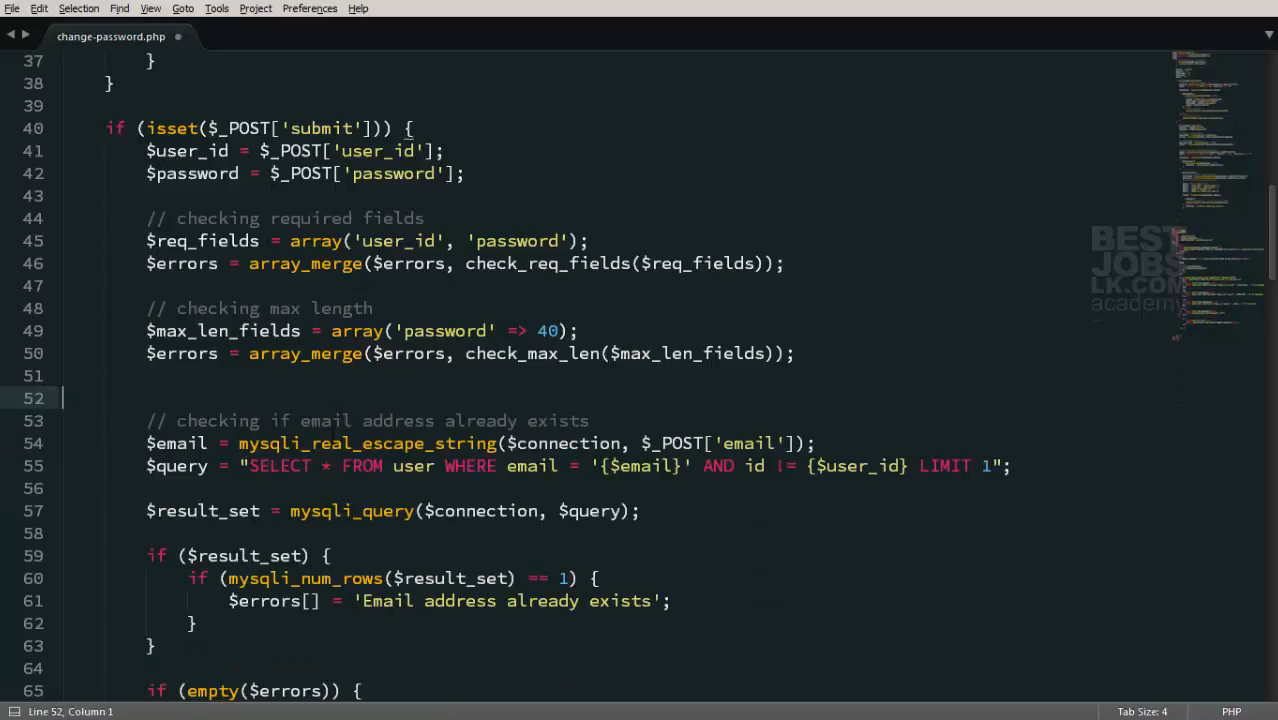 File Edit Selection Find View Goto Tools Project Preferences Help
change-password.php
37 }
38 }
39
40 if (isset($_POST['submit'])) {
41 $user_id = $_POST['user_id'];
42 $password = $_POST['password'];
43
44 // checking required fields
45 $req_fields = array('user_id', 'password');
46 $errors = array_merge($errors, check_req_fields($req_fields));
47
48 // checking max length
49 $max_len_fields = array('password' => 40);
50 $errors = array_merge($errors, check_max_len($max_len_fields));
51
52
53 // checking if email address already exists
54 $email = mysqli_real_escape_string($connection, $_POST['email']);
55 $query = "SELECT * FROM user WHERE email = '{$email}' AND id != {$user_id} LIMIT 1";
56
57 $result_set = mysqli_query($connection, $query);
58
59 if ($result_set) {
60 if (mysqli_num_rows($result_set) == 1) {
61 $errors[] = 'Email address already exists';
62 }
63 }
64
65 if (empty($errors)) {
BEST
JOBS
LK.COM
academy
Line 52, Column 1 Tab Size: 4 PHP